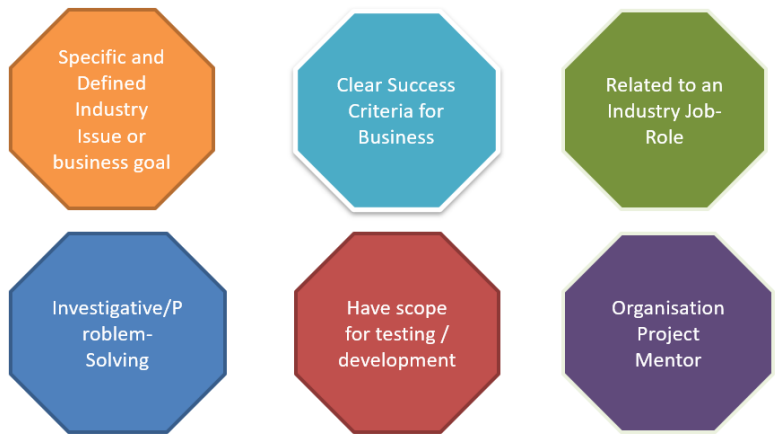 Specific and
Defined
Industry
Issue or
business goal
Clear Success
Criteria for
Business
Related to an
Industry Job-
Role
Investigative/P
roblem-
Solving
Have scope
for testing /
development
Organisation
Project
Mentor